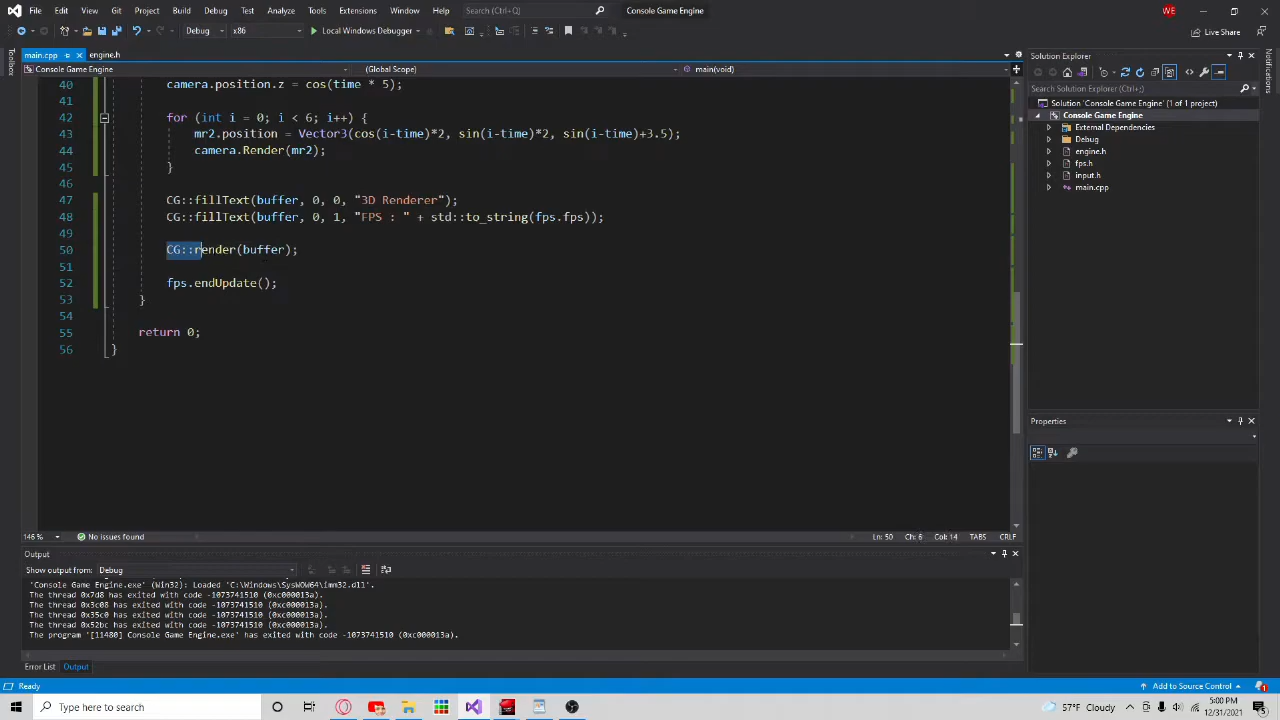 File Edit View Git Project Build Debug Test Analyze Tools Extensions Window Help Search (Ctrl+Q) Console Game Engine WE
Debug x86 Local Windows Debugger Live Share
main.cpp engine.h
Console Game Engine (Global Scope) main(void)
40 camera.position.z = cos(time * 5);
41
42 for (int i = 0; i < 6; i++) {
43 mr2.position = Vector3(cos(i-time)*2, sin(i-time)*2, sin(i-time)+3.5);
44 camera.Render(mr2);
45 }
46
47 CG::fillText(buffer, 0, 0, "3D Renderer");
48 CG::fillText(buffer, 0, 1, "FPS : " + std::to_string(fps.fps));
49
50 CG::render(buffer);
51
52 fps.endUpdate();
53 }
54
55 return 0;
56 }
146 % No issues found Ln: 50 Ch: 6 Col: 14 TABS CRLF
Output
Show output from: Debug
'Console Game Engine.exe' (Win32): Loaded 'C:\Windows\SysWOW64\imm32.dll'.
The thread 0x7d8 has exited with code -1073741510 (0xc000013a).
The thread 0x3c08 has exited with code -1073741510 (0xc000013a).
The thread 0x35c0 has exited with code -1073741510 (0xc000013a).
The thread 0x52bc has exited with code -1073741510 (0xc000013a).
The program '[11480] Console Game Engine.exe' has exited with code -1073741510 (0xc000013a).
Error List Output
Toolbox
Solution Explorer
Search Solution Explorer (Ctrl+;)
Solution 'Console Game Engine' (1 of 1 project)
Console Game Engine
External Dependencies
Debug
engine.h
fps.h
input.h
main.cpp
Properties
Notifications
Ready Add to Source Control 1
Type here to search 57°F Cloudy 5:00 PM
12/31/2021